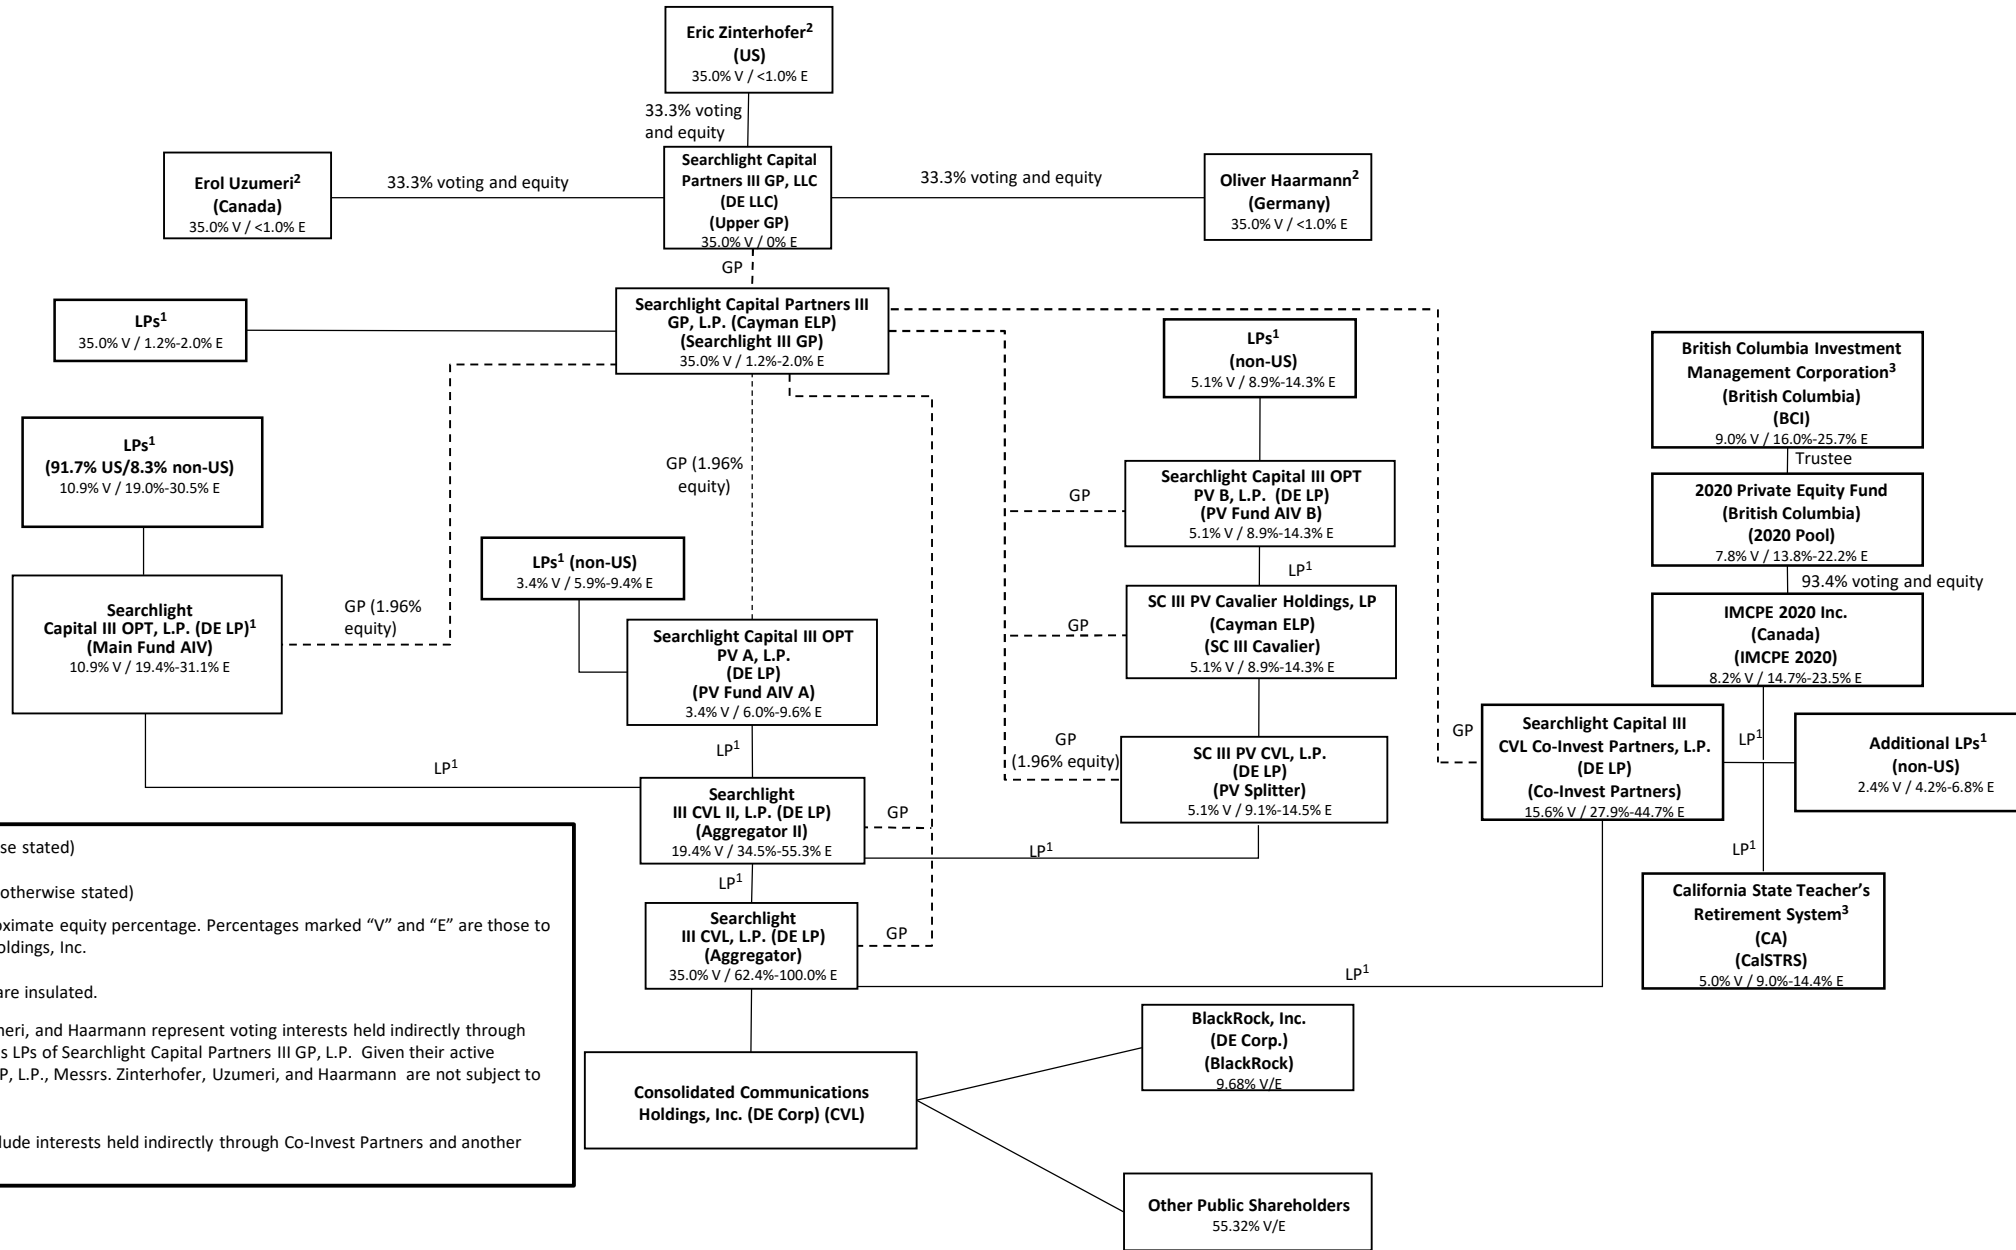 Eric Zinterhofer²
(US)
35.0% V / <1.0% E
33.3% voting
and equity
Erol Uzumeri²
(Canada)
35.0% V / <1.0% E
33.3% voting and equity
Searchlight Capital
Partners III GP, LLC
(DE LLC)
(Upper GP)
35.0% V / 0% E
33.3% voting and equity
Oliver Haarmann²
(Germany)
35.0% V / <1.0% E
GP
LPs¹
35.0% V / 1.2%-2.0% E
Searchlight Capital Partners III
GP, L.P. (Cayman ELP)
(Searchlight III GP)
35.0% V / 1.2%-2.0% E
LPs¹
(non-US)
5.1% V / 8.9%-14.3% E
British Columbia Investment
Management Corporation³
(British Columbia)
(BCI)
9.0% V / 16.0%-25.7% E
Trustee
LPs¹
(91.7% US/8.3% non-US)
10.9% V / 19.0%-30.5% E
GP (1.96%
equity)
GP
Searchlight Capital III OPT
PV B, L.P. (DE LP)
(PV Fund AIV B)
5.1% V / 8.9%-14.3% E
2020 Private Equity Fund
(British Columbia)
(2020 Pool)
7.8% V / 13.8%-22.2% E
93.4% voting and equity
LPs¹ (non-US)
3.4% V / 5.9%-9.4% E
LP¹
Searchlight
Capital III OPT, L.P. (DE LP)¹
(Main Fund AIV)
10.9% V / 19.4%-31.1% E
GP (1.96%
equity)
Searchlight Capital III OPT
PV A, L.P.
(DE LP)
(PV Fund AIV A)
3.4% V / 6.0%-9.6% E
GP
SC III PV Cavalier Holdings, LP
(Cayman ELP)
(SC III Cavalier)
5.1% V / 8.9%-14.3% E
IMCPE 2020 Inc.
(Canada)
(IMCPE 2020)
8.2% V / 14.7%-23.5% E
LP¹
LP¹
GP
(1.96% equity)
SC III PV CVL, L.P.
(DE LP)
(PV Splitter)
5.1% V / 9.1%-14.5% E
GP
Searchlight Capital III
CVL Co-Invest Partners, L.P.
(DE LP)
(Co-Invest Partners)
15.6% V / 27.9%-44.7% E
LP¹
Additional LPs¹
(non-US)
2.4% V / 4.2%-6.8% E
Searchlight
III CVL II, L.P. (DE LP)
(Aggregator II)
19.4% V / 34.5%-55.3% E
GP
LP¹
LP¹
LP¹
California State Teacher's
Retirement System³
(CA)
(CalSTRS)
5.0% V / 9.0%-14.4% E
Searchlight
III CVL, L.P. (DE LP)
(Aggregator)
35.0% V / 62.4%-100.0% E
GP
LP¹
se stated)
otherwise stated)
oximate equity percentage. Percentages marked “V” and “E” are those to
oldings, Inc.
are insulated.
meri, and Haarmann represent voting interests held indirectly through
s LPs of Searchlight Capital Partners III GP, L.P. Given their active
P, L.P., Messrs. Zinterhofer, Uzumeri, and Haarmann are not subject to
lude interests held indirectly through Co-Invest Partners and another
Consolidated Communications
Holdings, Inc. (DE Corp) (CVL)
BlackRock, Inc.
(DE Corp.)
(BlackRock)
9.68% V/E
Other Public Shareholders
55.32% V/E